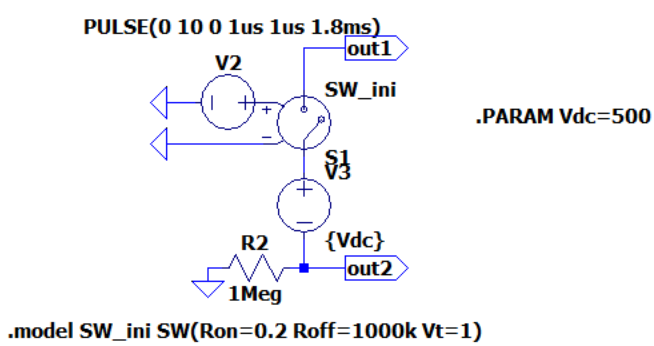 PULSE(0 10 0 1us 1us 1.8ms)
out1
V2
SW_ini
.PARAM Vdc=500
S1
V3
{Vdc}
R2
out2
1Meg
.model SW_ini SW(Ron=0.2 Roff=1000k Vt=1)